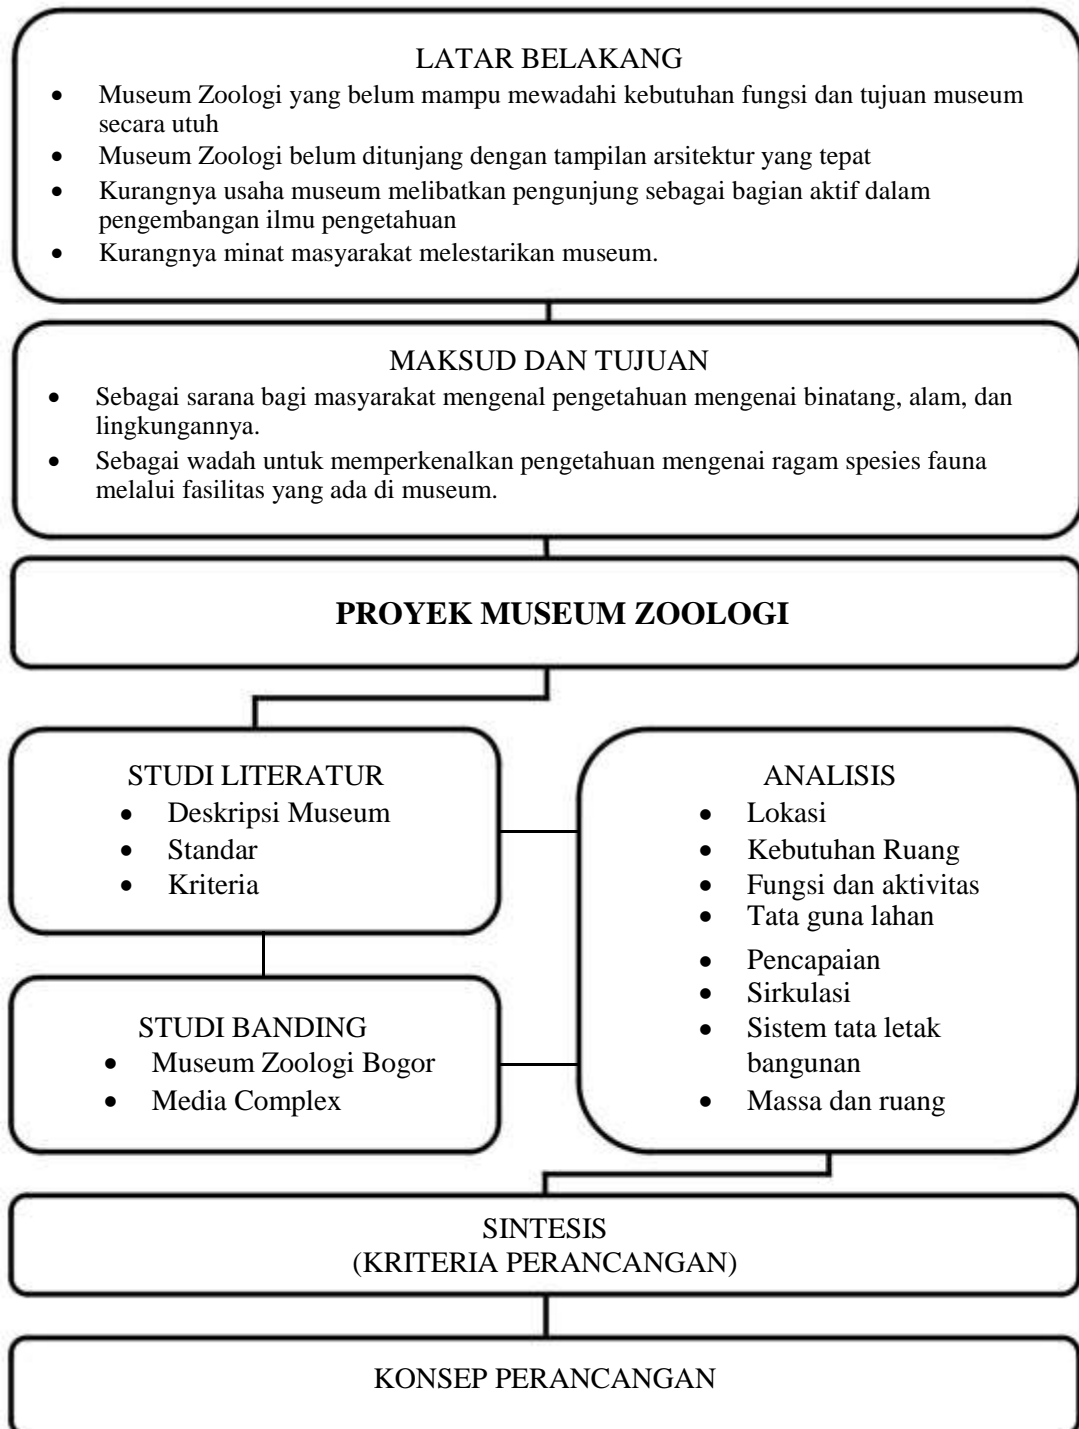 LATAR BELAKANG
• Museum Zoologi yang belum mampu mewadahi kebutuhan fungsi dan tujuan museum
secara utuh
• Museum Zoologi belum ditunjang dengan tampilan arsitektur yang tepat
• Kurangnya usaha museum melibatkan pengunjung sebagai bagian aktif dalam
pengembangan ilmu pengetahuan
• Kurangnya minat masyarakat melestarikan museum.
MAKSUD DAN TUJUAN
• Sebagai sarana bagi masyarakat mengenal pengetahuan mengenai binatang, alam, dan
lingkungannya.
• Sebagai wadah untuk memperkenalkan pengetahuan mengenai ragam spesies fauna
melalui fasilitas yang ada di museum.
PROYEK MUSEUM ZOOLOGI
STUDI LITERATUR
• Deskripsi Museum
• Standar
• Kriteria
STUDI BANDING
• Museum Zoologi Bogor
• Media Complex
ANALISIS
• Lokasi
• Kebutuhan Ruang
• Fungsi dan aktivitas
• Tata guna lahan
• Pencapaian
• Sirkulasi
• Sistem tata letak
bangunan
• Massa dan ruang
SINTESIS
(KRITERIA PERANCANGAN)
KONSEP PERANCANGAN